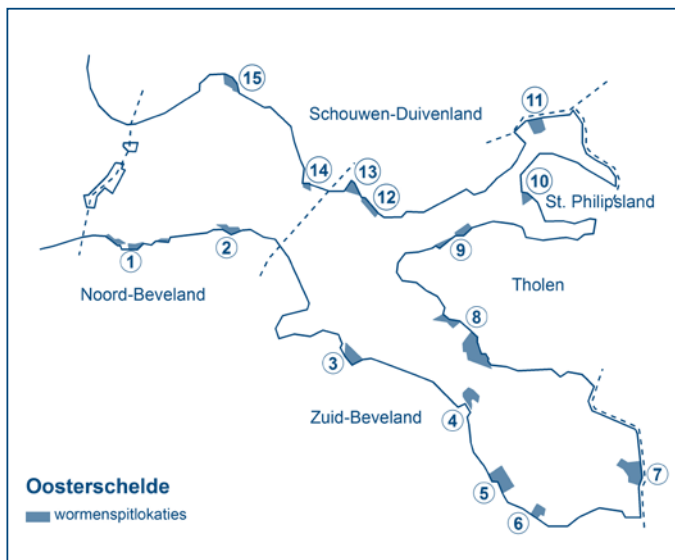 15
Schouwen-Duivenland
11
14
13
12
10
St. Philipsland
1
2
9
Noord-Beveland
Tholen
8
3
Zuid-Beveland
4
7
5
6
Oosterschelde
wormenspitlokaties